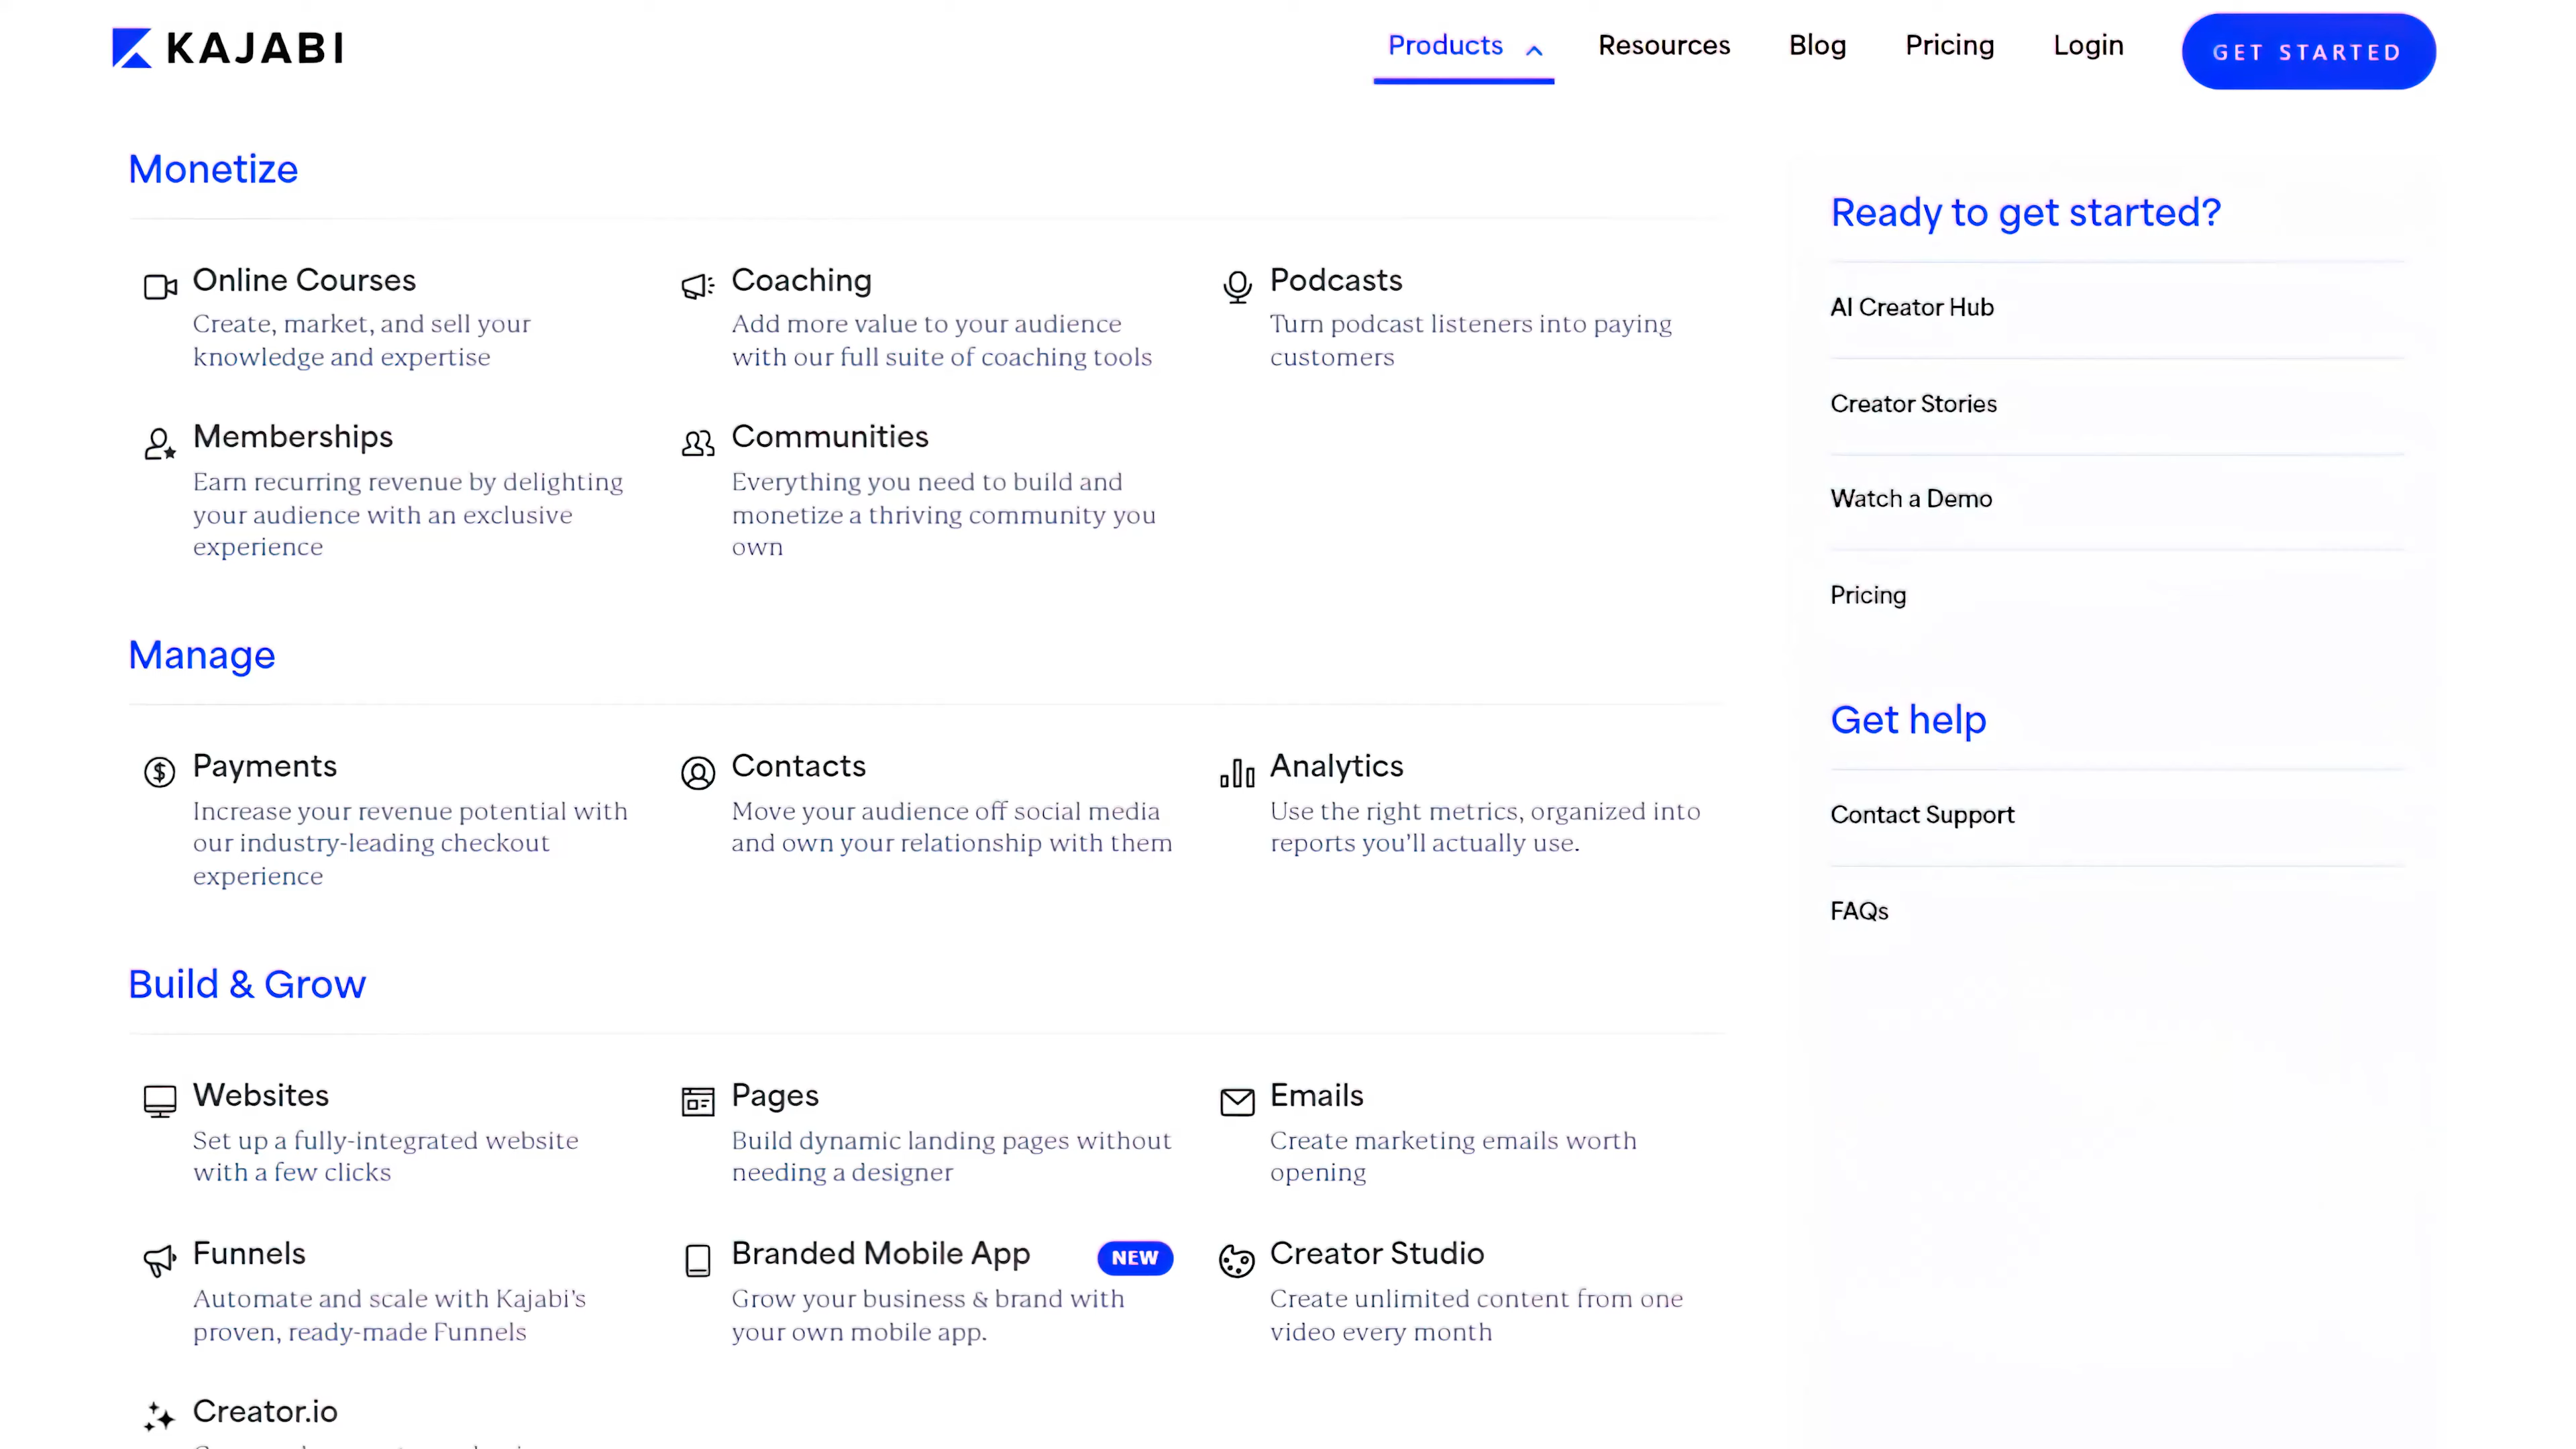 KAJABI
Products
Resources
Blog
Pricing
Login
GET STARTED
Monetize
Online Courses
Create, market, and sell your
knowledge and expertise
Coaching
Add more value to your audience
with our full suite of coaching tools
Podcasts
Turn podcast listeners into paying
customers
Memberships
Earn recurring revenue by delighting
your audience with an exclusive
experience
Communities
Everything you need to build and
monetize a thriving community you
own
Manage
Payments
Increase your revenue potential with
our industry-leading checkout
experience
Contacts
Move your audience off social media
and own your relationship with them
Analytics
Use the right metrics, organized into
reports you'll actually use.
Build & Grow
Websites
Set up a fully-integrated website
with a few clicks
Pages
Build dynamic landing pages without
needing a designer
Emails
Create marketing emails worth
opening
Funnels
Automate and scale with Kajabi's
proven, ready-made Funnels
Branded Mobile App
NEW
Grow your business & brand with
your own mobile app.
Creator Studio
Create unlimited content from one
video every month
Creator.io
Ready to get started?
AI Creator Hub
Creator Stories
Watch a Demo
Pricing
Get help
Contact Support
FAQs